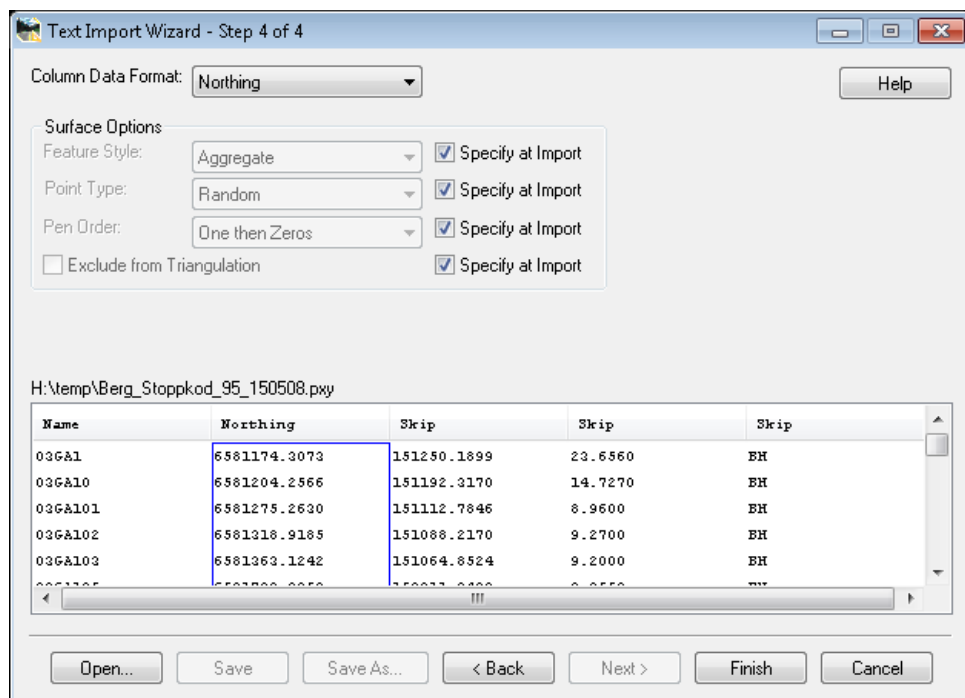 Text Import Wizard - Step 4 of 4
Column Data Format: Northing Help
Surface Options
Feature Style: Aggregate Specify at Import
Point Type: Random Specify at Import
Pen Order: One then Zeros Specify at Import
Exclude from Triangulation Specify at Import
H:\temp\Berg_Stoppkod_95_150508.pxy
Name Northing Skip Skip Skip
03GA1 6581174.3073 151250.1899 23.6560 BH
03GA10 6581204.2566 151192.3170 14.7270 BH
03GA101 6581275.2630 151112.7846 8.9600 BH
03GA102 6581318.9185 151088.2170 9.2700 BH
03GA103 6581363.1242 151064.8524 9.2000 BH
Open... Save Save As... < Back Next > Finish Cancel